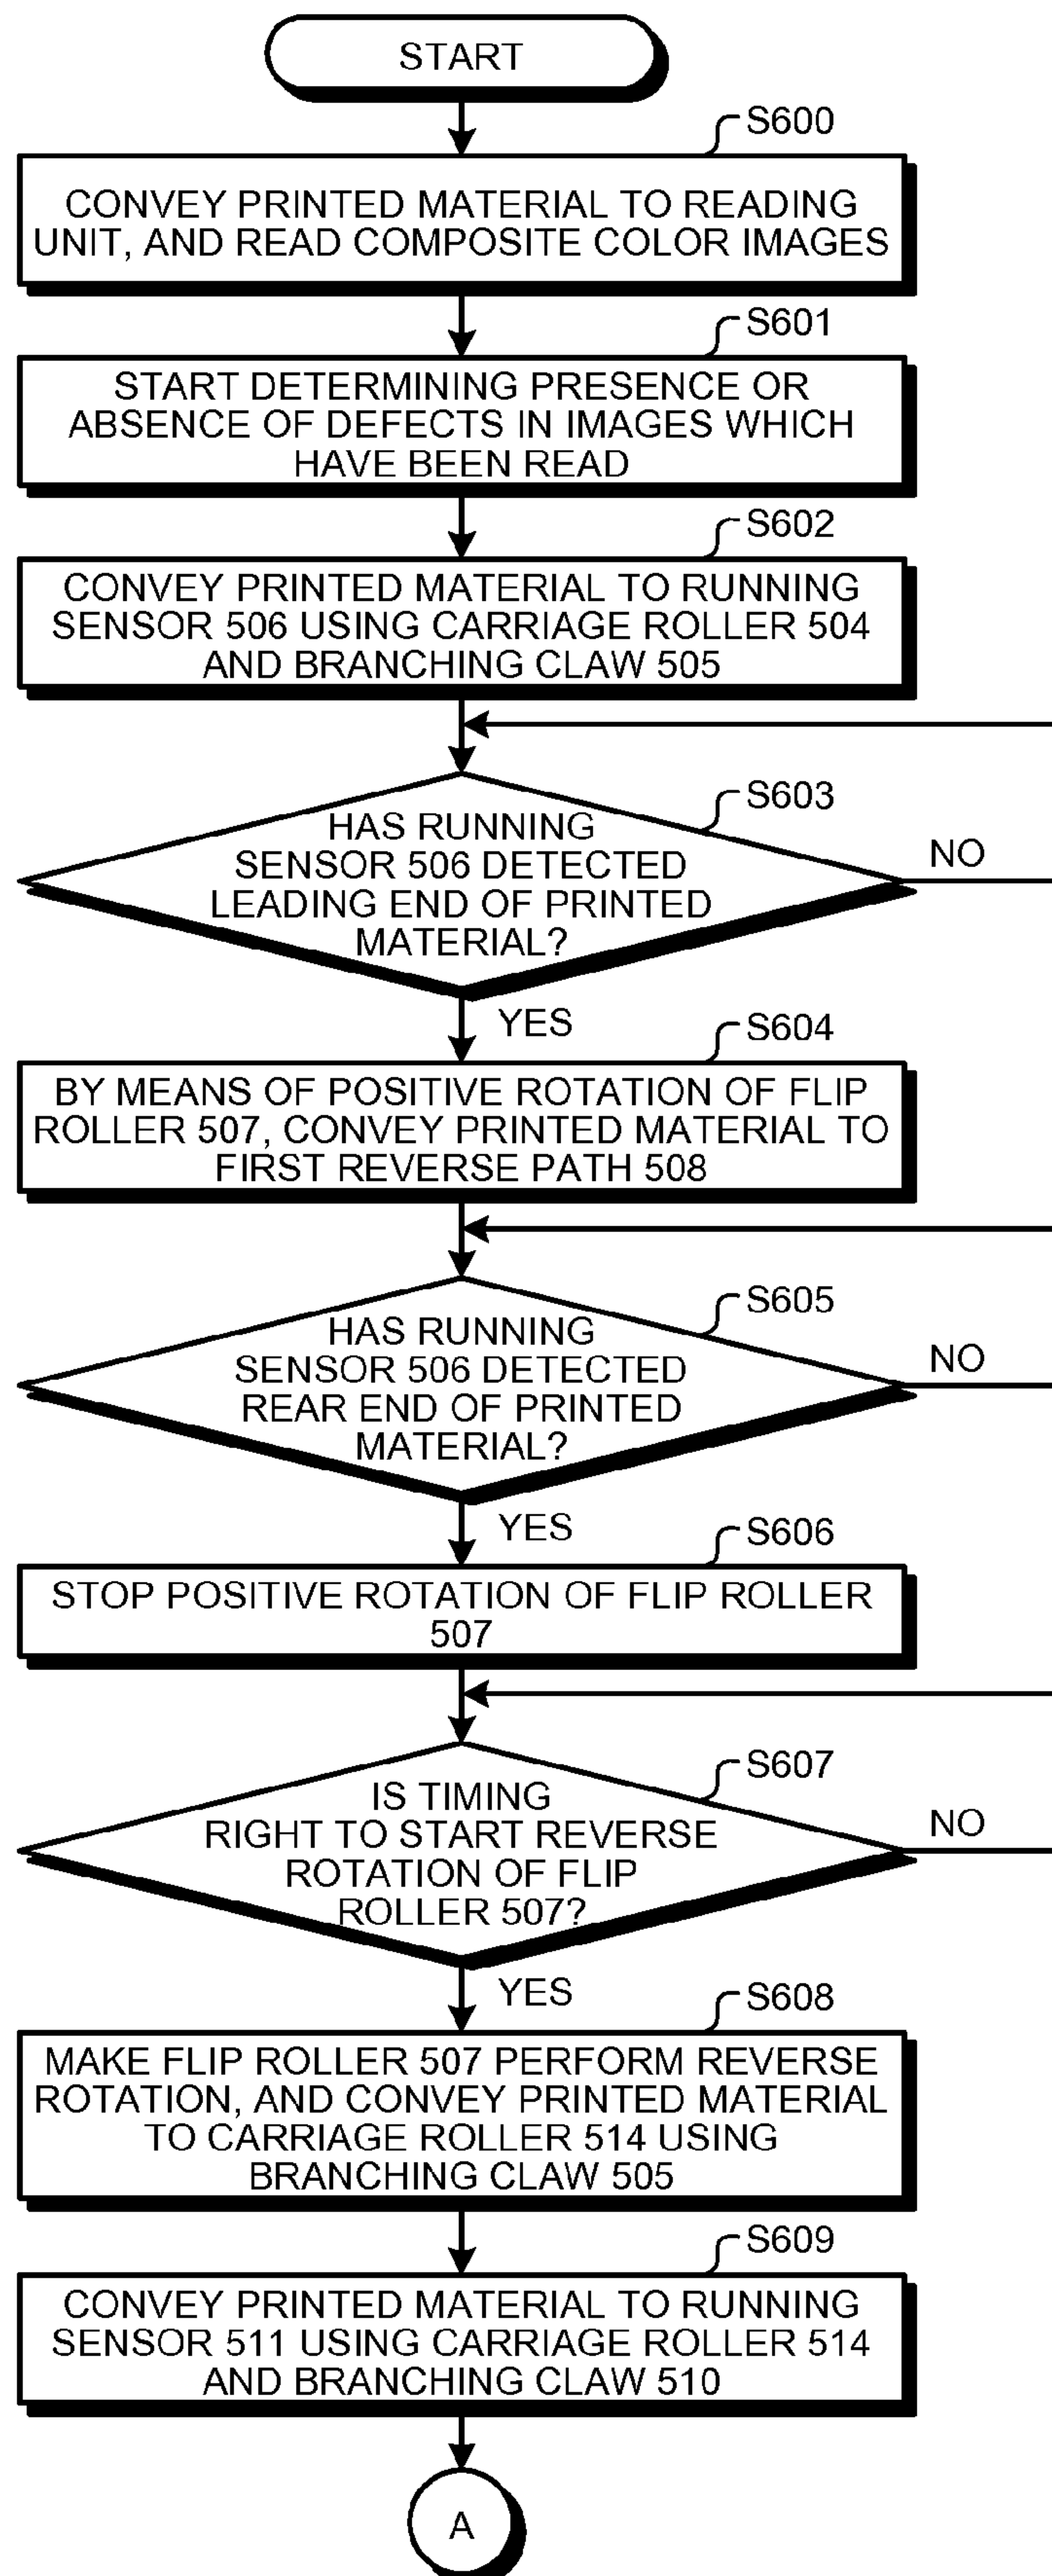 START
S600
CONVEY PRINTED MATERIAL TO READING
UNIT, AND READ COMPOSITE COLOR IMAGES
S601
START DETERMINING PRESENCE OR
ABSENCE OF DEFECTS IN IMAGES WHICH
HAVE BEEN READ
S602
CONVEY PRINTED MATERIAL TO RUNNING
SENSOR 506 USING CARRIAGE ROLLER 504
AND BRANCHING CLAW 505
S603
HAS RUNNING
SENSOR 506 DETECTED
LEADING END OF PRINTED
MATERIAL?
NO
YES
S604
BY MEANS OF POSITIVE ROTATION OF FLIP
ROLLER 507, CONVEY PRINTED MATERIAL TO
FIRST REVERSE PATH 508
S605
HAS RUNNING
SENSOR 506 DETECTED
REAR END OF PRINTED
MATERIAL?
NO
YES
S606
STOP POSITIVE ROTATION OF FLIP ROLLER
507
S607
IS TIMING
RIGHT TO START REVERSE
ROTATION OF FLIP
ROLLER 507?
NO
YES
S608
MAKE FLIP ROLLER 507 PERFORM REVERSE
ROTATION, AND CONVEY PRINTED MATERIAL
TO CARRIAGE ROLLER 514 USING
BRANCHING CLAW 505
S609
CONVEY PRINTED MATERIAL TO RUNNING
SENSOR 511 USING CARRIAGE ROLLER 514
AND BRANCHING CLAW 510
A